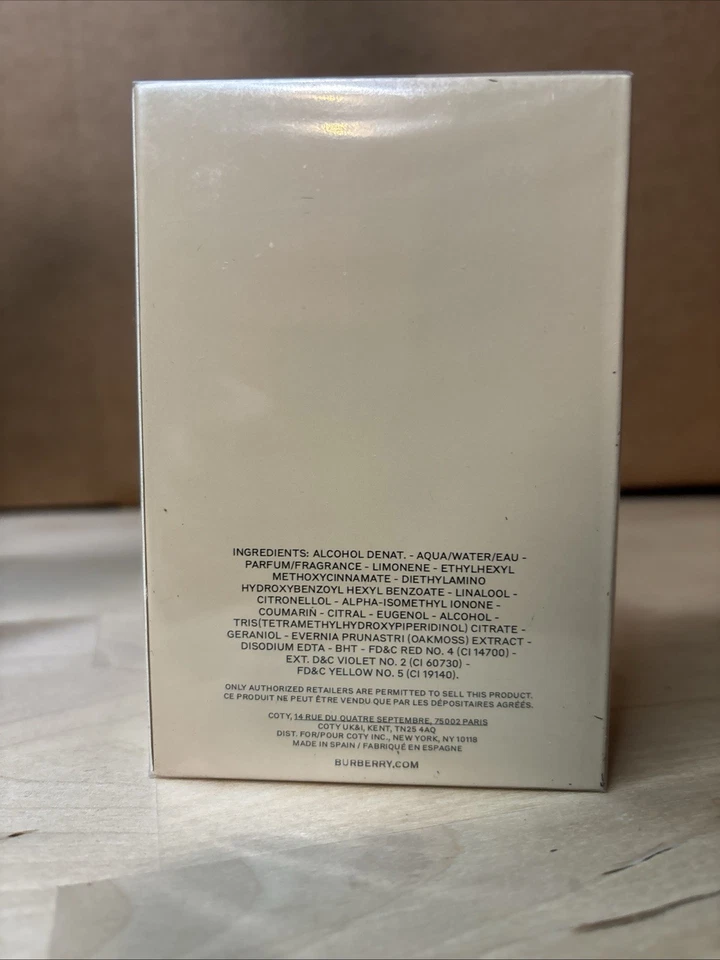 INGREDIENTS: ALCOHOL DENAT. - AQUA/WATER/EAU -
PARFUM/FRAGRANCE - LIMONENE - ETHYLHEXYL
METHOXYCINNAMATE - DIETHYLAMINO
HYDROXYBENZOYL HEXYL BENZOATE - LINALOOL -
CITRONELLOL - ALPHA-ISOMETHYL IONONE -
COUMARIN - CITRAL - EUGENOL - ALCOHOL -
TRIS(TETRAMETHYLHYDROXYPIPERIDINOL) CITRATE -
GERANIOL - EVERNIA PRUNASTRI (OAKMOSS) EXTRACT -
DISODIUM EDTA - BHT - FD&C RED NO. 4 (CI 14700) -
EXT. D&C VIOLET NO. 2 (CI 60730) -
FD&C YELLOW NO. 5 (CI 19140).
ONLY AUTHORIZED RETAILERS ARE PERMITTED TO SELL THIS PRODUCT.
CE PRODUIT NE PEUT ÊTRE VENDU QUE PAR LES DÉPOSITAIRES AGRÉÉS.
COTY, 14 RUE DU QUATRE SEPTEMBRE, 75002 PARIS
COTY UK&I, KENT, TN25 4AQ
DIST. FOR/POUR COTY INC., NEW YORK, NY 10118
MADE IN SPAIN / FABRIQUÉ EN ESPAGNE
BURBERRY.COM